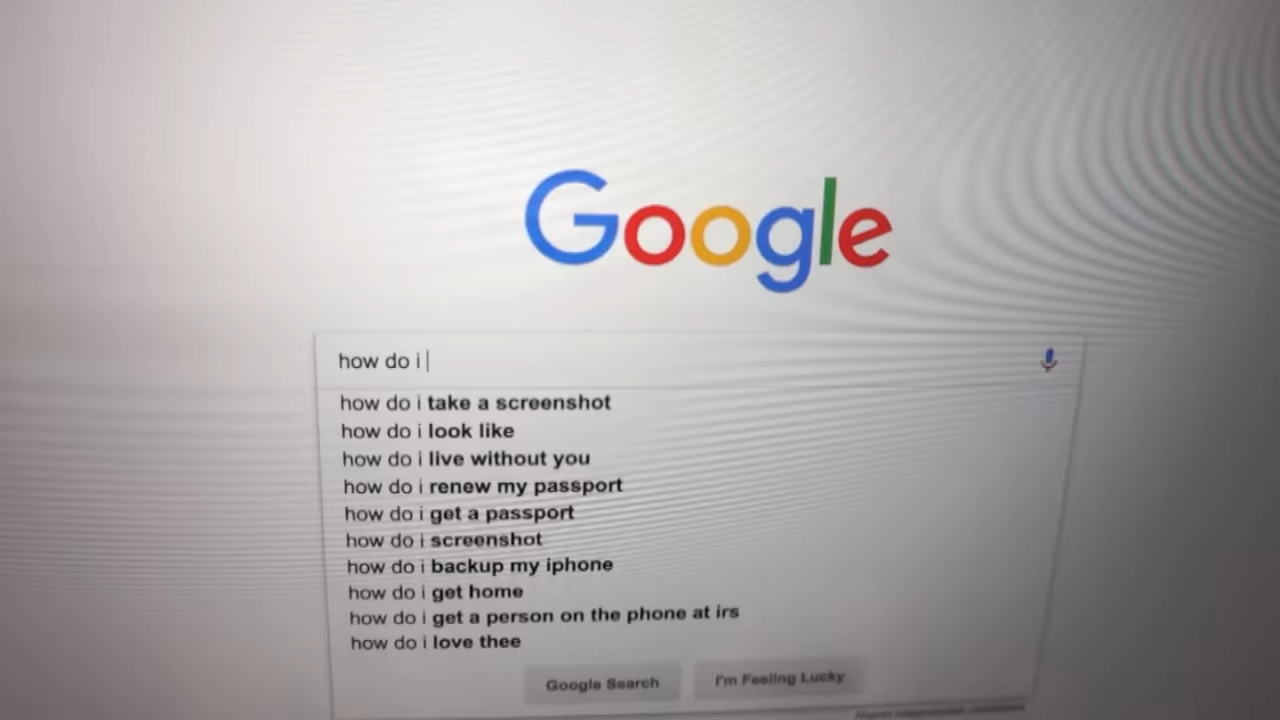 Google
how do i
how do i take a screenshot
how do i look like
how do i live without you
how do i renew my passport
how do i get a passport
how do i screenshot
how do i backup my iphone
how do i get home
how do i get a person on the phone at irs
how do i love thee
Google Search I'm Feeling Lucky